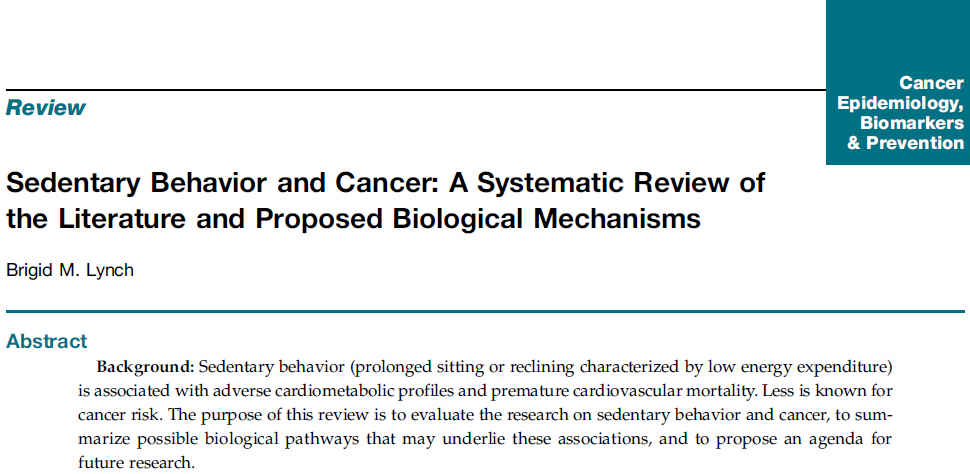 Cancer
Epidemiology,
Biomarkers
& Prevention
Review
Sedentary Behavior and Cancer: A Systematic Review of
the Literature and Proposed Biological Mechanisms
Brigid M. Lynch
Abstract
Background: Sedentary behavior (prolonged sitting or reclining characterized by low energy expenditure)
is associated with adverse cardiometabolic profiles and premature cardiovascular mortality. Less is known for
cancer risk. The purpose of this review is to evaluate the research on sedentary behavior and cancer, to sum-
marize possible biological pathways that may underlie these associations, and to propose an agenda for
future research.